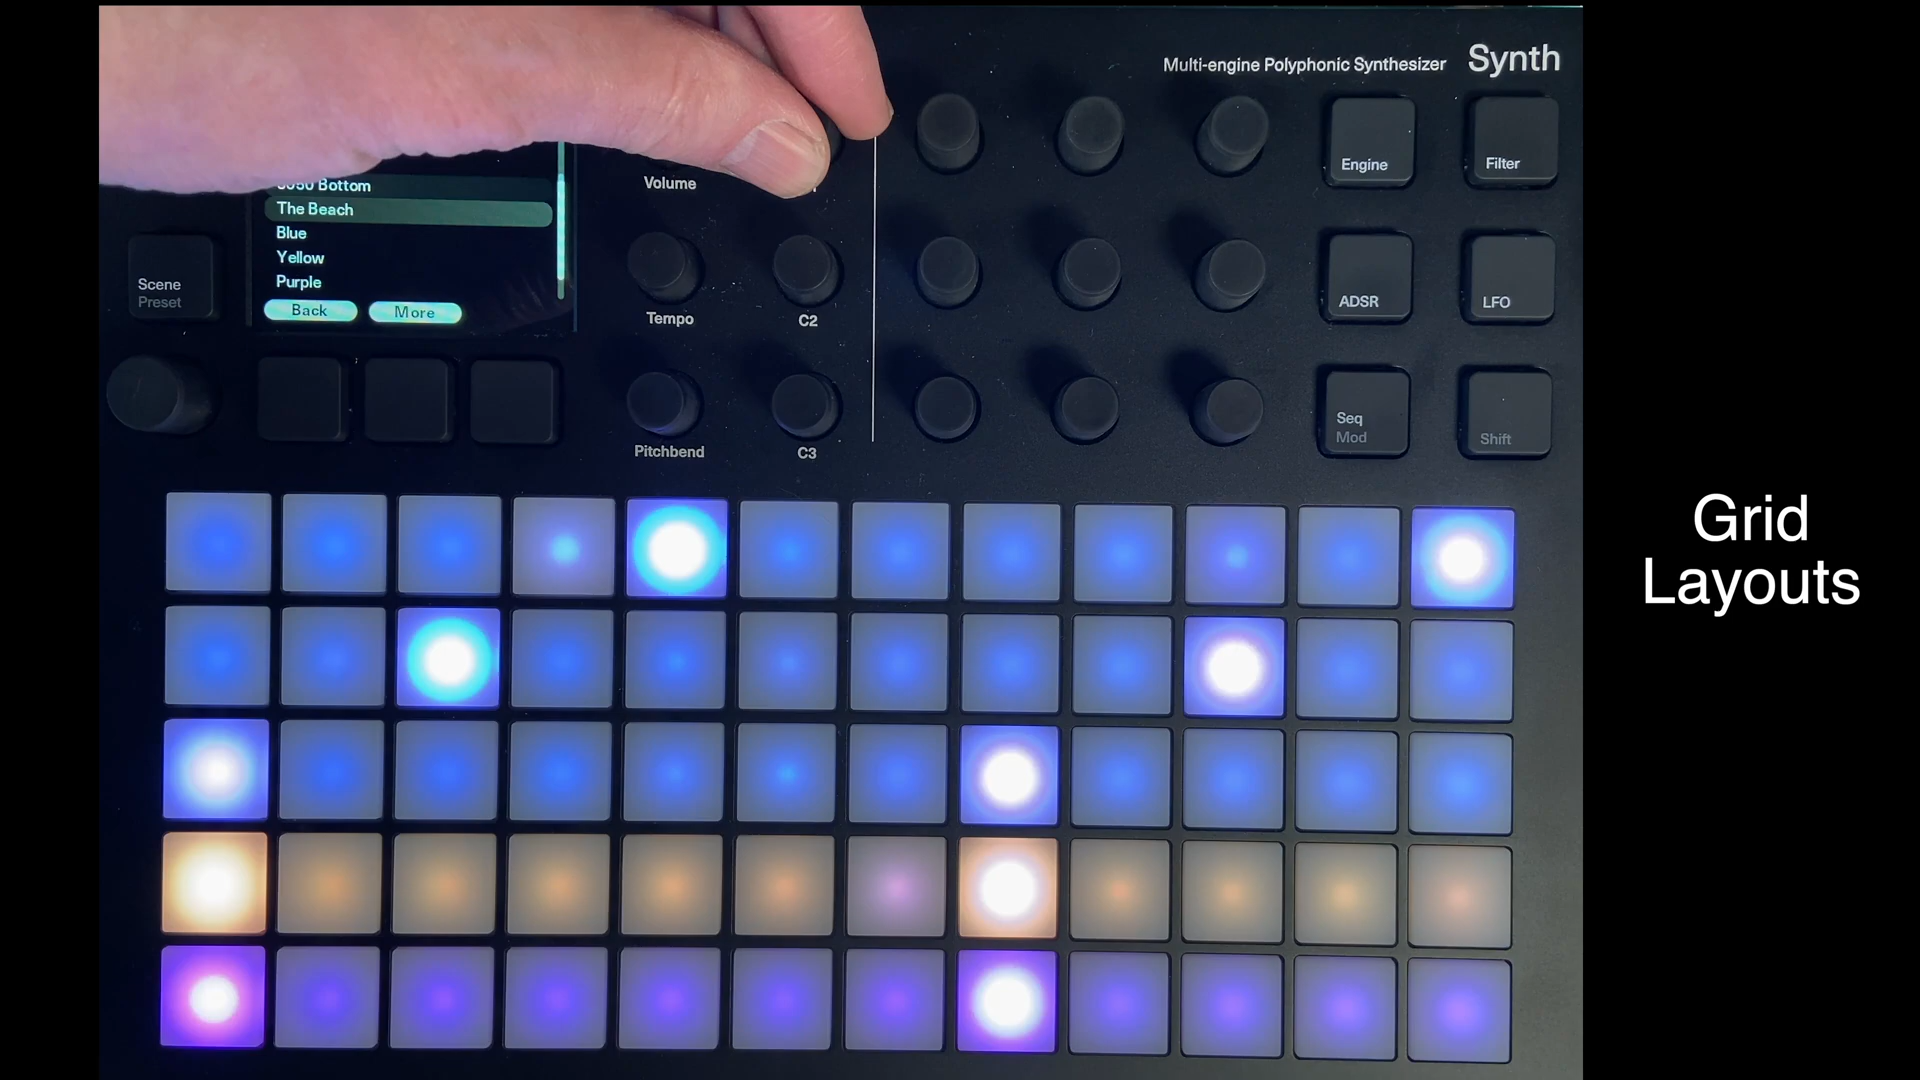 Multi-engine Polyphonic Synthesizer Synth
Engine
Filter
Volume
Bottom
The Beach
Blue
Yellow
Purple
Back
More
Scene
Preset
Tempo
C2
ADSR
LFO
Pitchbend
C3
Seq
Mod
Shift
Grid
Layouts